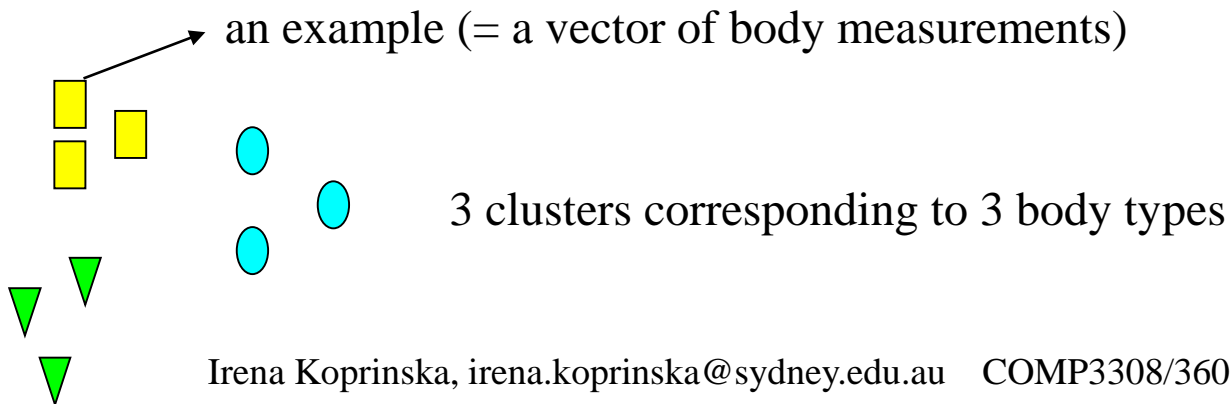 an example (= a vector of body measurements)
3 clusters corresponding to 3 body types
Irena Koprinska, irena.koprinska@sydney.edu.au COMP3308/360